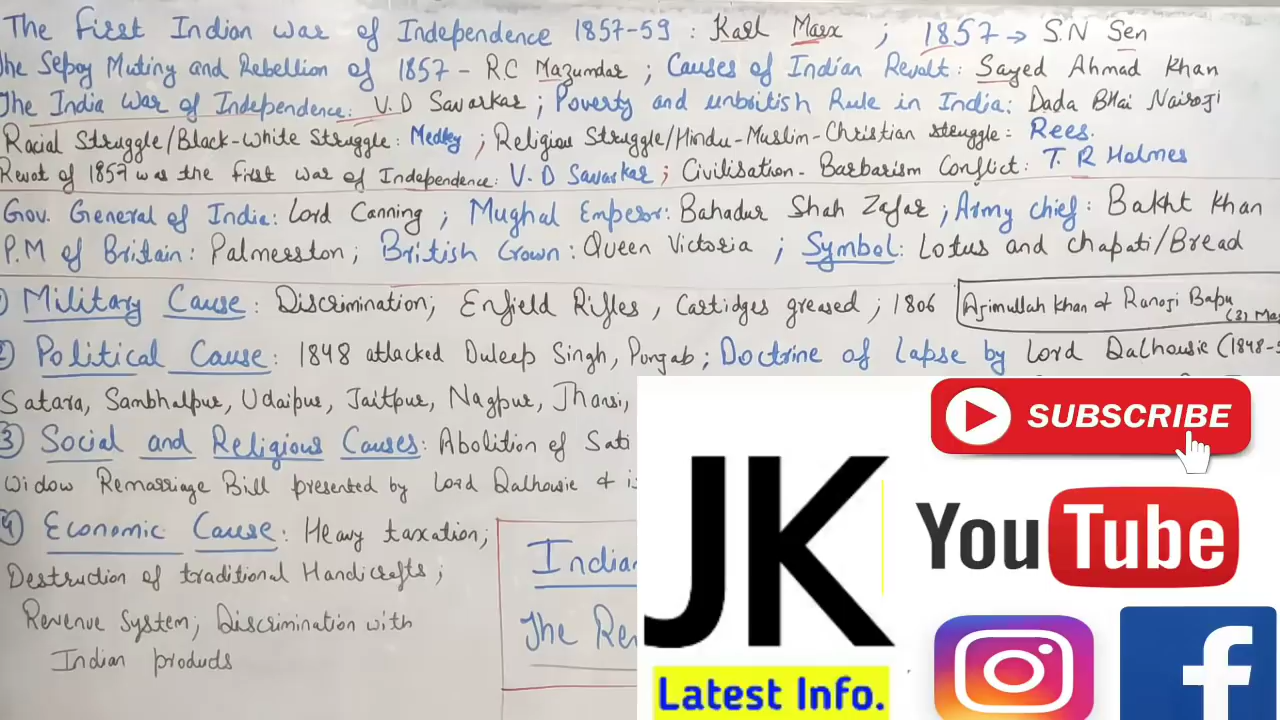 The First Indian War of Independence 1857-59 : Karl Marx ; 1857 → S.N Sen
The Sepoy Mutiny and Rebellion of 1857 - R.C Mazumdar ; Causes of Indian Revolt : Sayed Ahmad Khan
The India War of Independence : V.D Savarkar ; Poverty and unbritish Rule in India : Dada Bhai Nairoji
Racial Struggle/Black-White Struggle : Medley ; Religious Struggle/Hindu-Muslim-Christian struggle : Rees.
Revot of 1857 was the first War of Independence : V.D Savarkar ; Civilisation - Barbarism Conflict : T. R Holmes
Gov. General of India : Lord Canning ; Mughal Emperor : Bahadur Shah Zafar ; Army chief : Bakht Khan
P.M of Britain : Palmerston ; British Crown : Queen Victoria ; Symbol : Lotus and chapati/Bread
Military Cause : Discrimination ; Enfield Rifles, Cartidges greased ; 1806 Ajimullah Khan & Ranoji Bapu
2 Political Cause : 1848 attacked Duleep Singh, Punjab ; Doctrine of Lapse by Lord Dalhousie (1848-
Satara, Sambhalpur, Udaipur, Jaitpur, Nagpur, Jhansi,
3 Social and Religious Causes : Abolition of Sati
Widow Remarriage Bill presented by Lord Dalhousie &
4 Economic Cause : Heavy taxation ;
Destruction of traditional Handicrafts ;
Revenue System ; Discrimination with
Indian products
Indian
The Re
SUBSCRIBE
JK
YouTube
Latest Info.